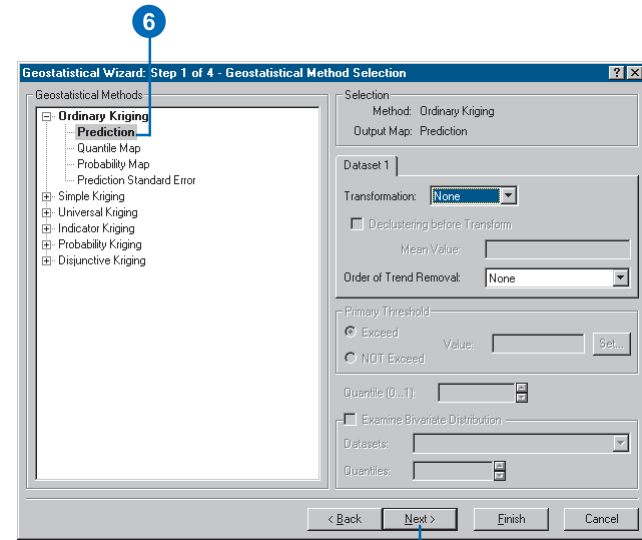 6
Geostatistical Wizard: Step 1 of 4 - Geostatistical Method Selection
Geostatistical Methods
Ordinary Kriging
Prediction
Quantile Map
Probability Map
Prediction Standard Error
Simple Kriging
Universal Kriging
Indicator Kriging
Probability Kriging
Disjunctive Kriging
Selection
Method: Ordinary Kriging
Output Map: Prediction
Dataset 1
Transformation: None
Declustering before Transform
Mean Value:
Order of Trend Removal: None
Primary Threshold
Exceed
Value:
Set...
NOT Exceed
Quantile (0...1):
Examine Bivariate Distribution
Datasets:
Quantiles:
< Back Next > Finish Cancel